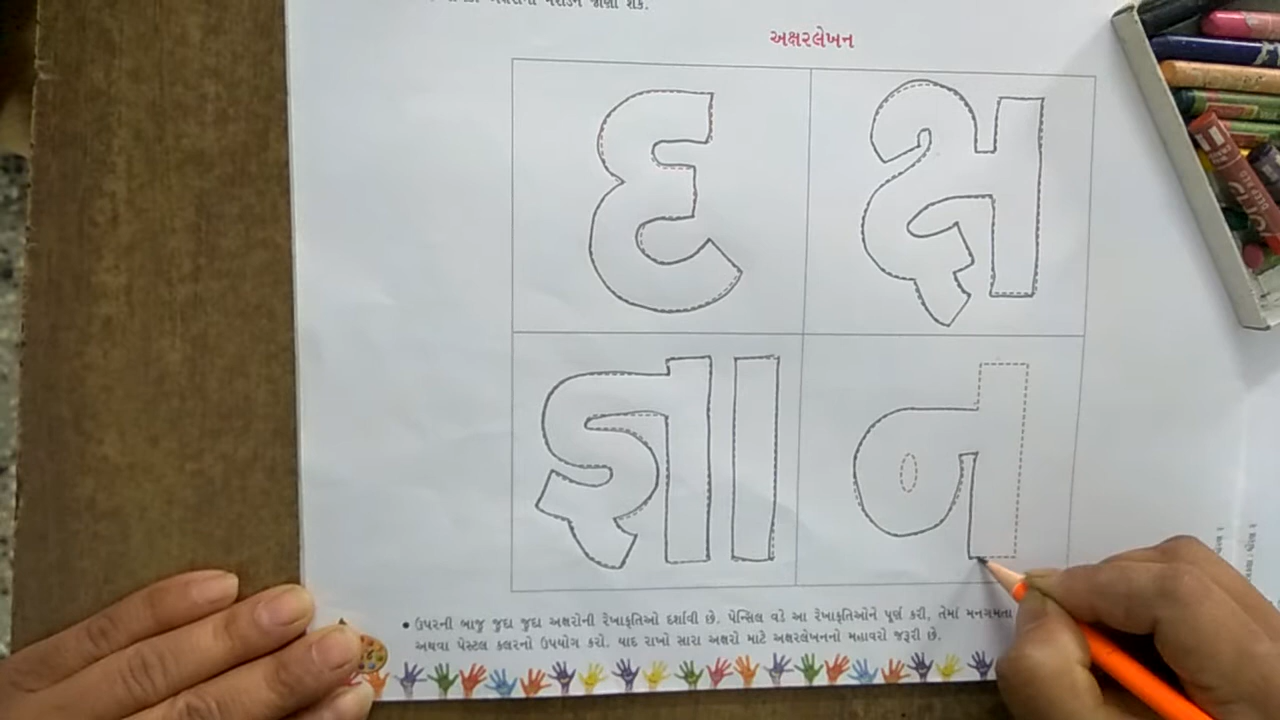 જાણી શકે.
અક્ષરલેખન
દ ક્ષ
જ્ઞા ન
• ઉપરની બાજુ જુદા જુદા અક્ષરોની રેખાકૃતિઓ દર્શાવી છે. પેન્સિલ વડે આ રેખાકૃતિઓને પૂર્ણ કરી, તેમાં મનગમતા
અથવા પેસ્ટલ કલરનો ઉપયોગ કરો. યાદ રાખો સારા અક્ષરો માટે અક્ષરલેખનનો મહાવરો જરૂરી છે.